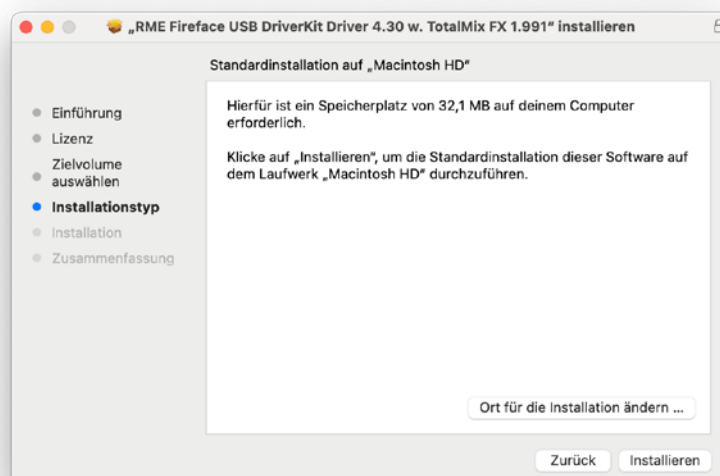 „RME Fireface USB DriverKit Driver 4.30 w. TotalMix FX 1.991“ installieren
Standardinstallation auf „Macintosh HD“
Einführung
Lizenz
Zielvolume
auswählen
Installationstyp
Installation
Zusammenfassung
Hierfür ist ein Speicherplatz von 32,1 MB auf deinem Computer
erforderlich.
Klicke auf „Installieren“, um die Standardinstallation dieser Software auf
dem Laufwerk „Macintosh HD“ durchzuführen.
Ort für die Installation ändern ...
Zurück
Installieren